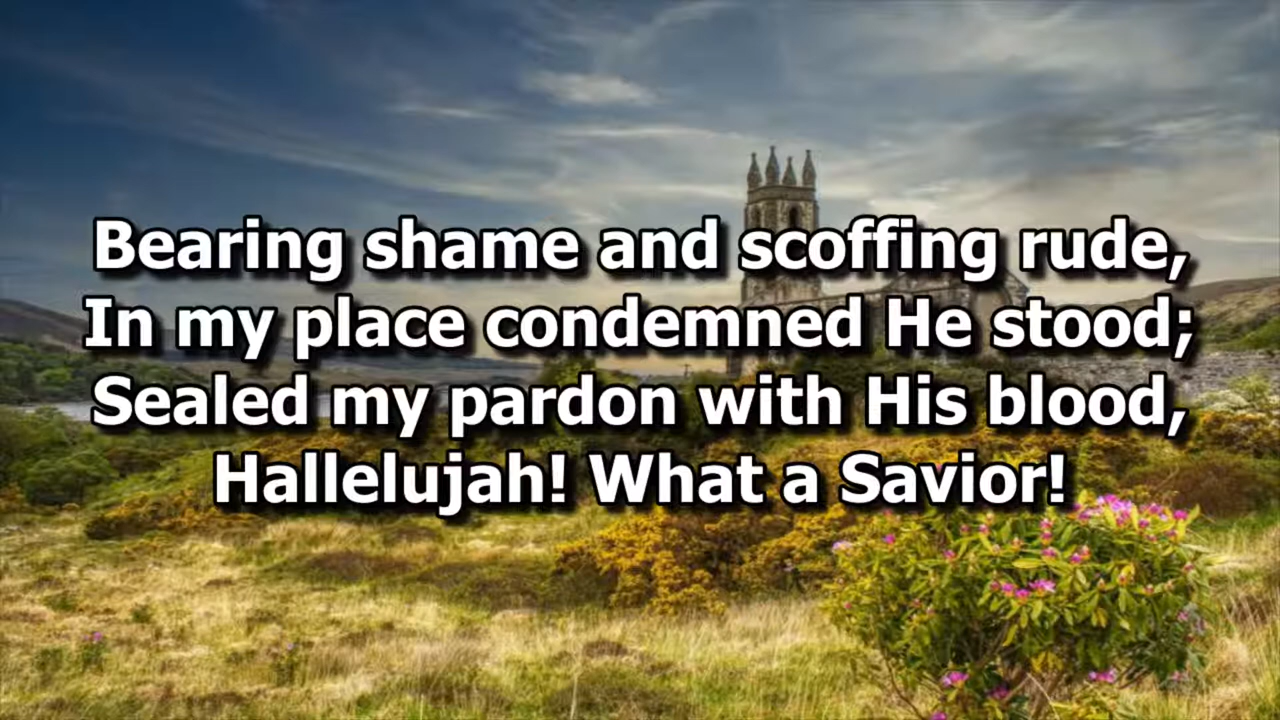 Bearing shame and scoffing rude,
In my place condemned He stood;
Sealed my pardon with His blood,
Hallelujah! What a Savior!